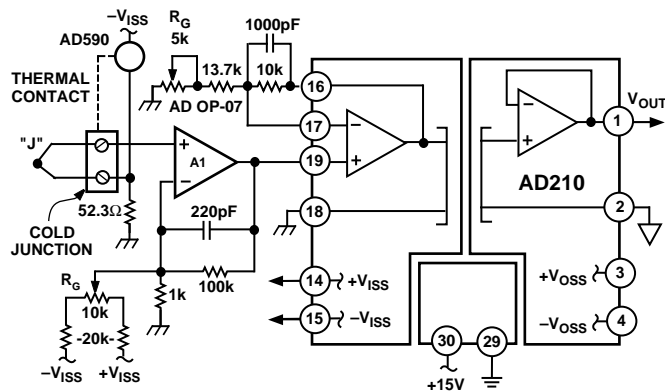 –VISS
AD590
RG
5k
1000pF
THERMAL
CONTACT
13.7k
10k
AD OP-07
"J"
A1
+
–
52.3Ω
220pF
COLD
JUNCTION
RG
10k
1k
100k
-20k-
–VISS
+VISS
16
17
–
19
+
18
14
+VISS
15
–VISS
30
29
+15V
–
+
AD210
1
VOUT
2
3
+VOSS
4
–VOSS